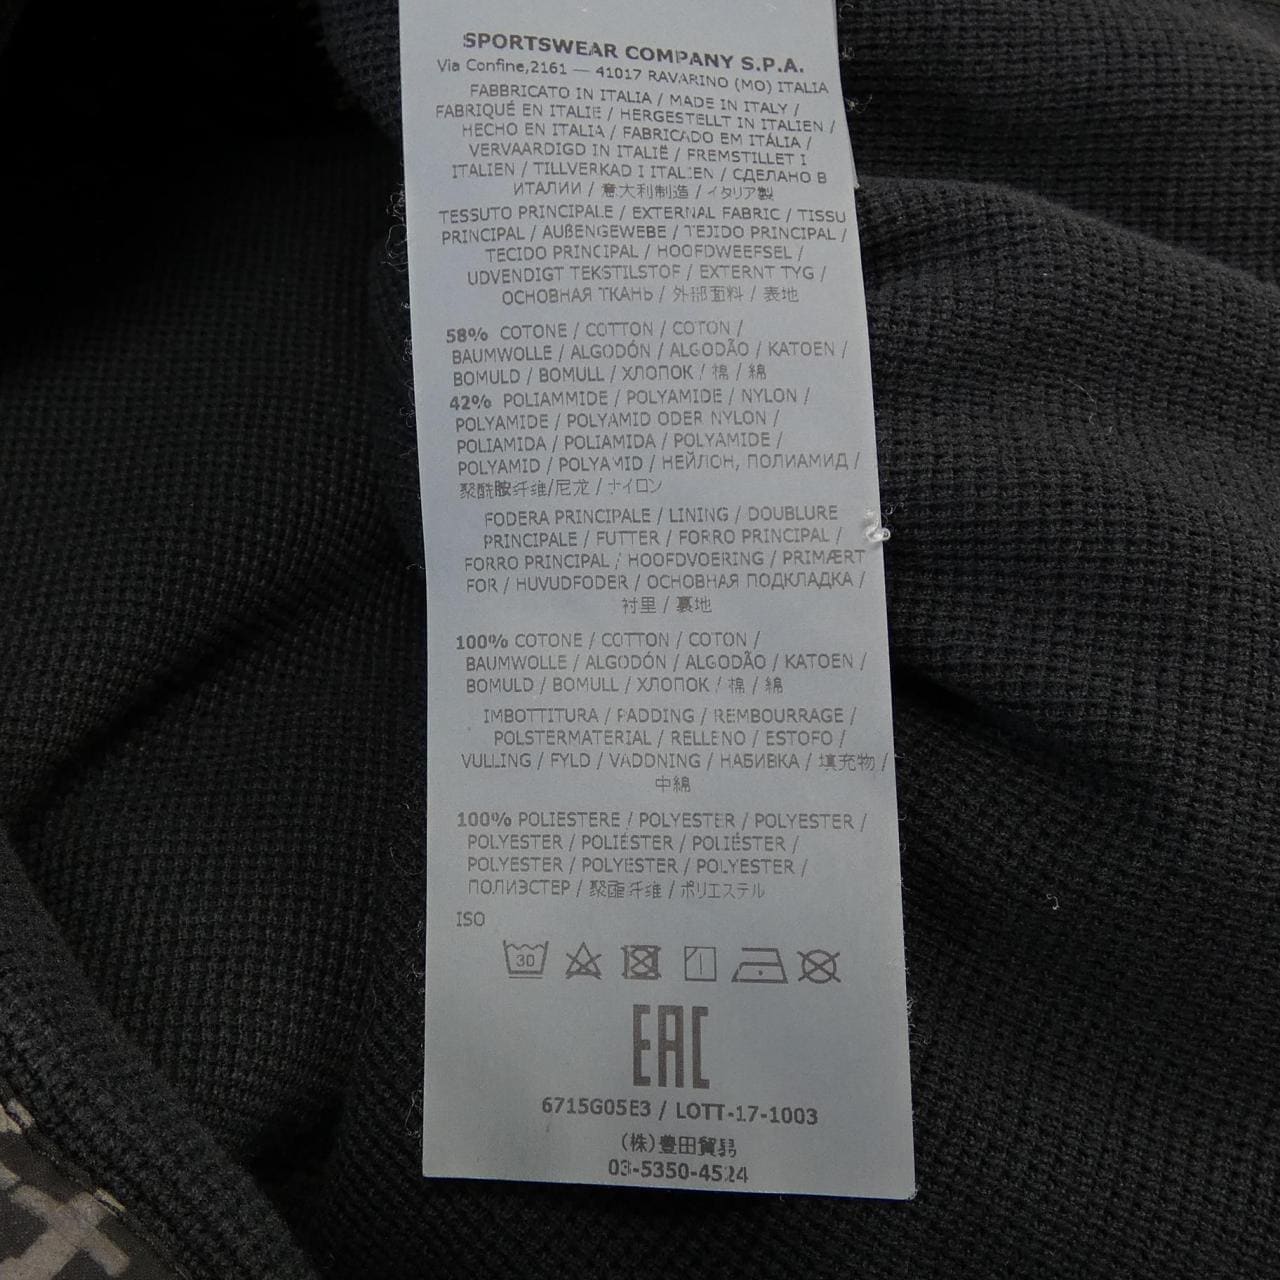 SPORTSWEAR COMPANY S.P.A.
Via Confine,2161 — 41017 RAVARINO (MO) ITALIA
FABBRICATO IN ITALIA / MADE IN ITALY /
FABRIQUÉ EN ITALIE / HERGESTELLT IN ITALIEN /
HECHO EN ITALIA / FABRICADO EM ITÁLIA /
VERVAARDIGD IN ITALIË / FREMSTILLET I
ITALIEN / TILLVERKAD I ITALIEN / СДЕЛАНО В
ИТАЛИИ / 意大利制造 / イタリア製
TESSUTO PRINCIPALE / EXTERNAL FABRIC / TISSU
PRINCIPAL / AUßENGEWEBE / TEJIDO PRINCIPAL /
TECIDO PRINCIPAL / HOOFDWEEFSEL /
UDVENDIGT TEKSTILSTOF / EXTERNT TYG /
ОСНОВНАЯ ТКАНЬ / 外部面料 / 表地
58% COTONE / COTTON / COTON /
BAUMWOLLE / ALGODÓN / ALGODÃO / KATOEN /
BOMULD / BOMULL / ХЛОПОК / 棉 / 綿
42% POLIAMMIDE / POLYAMIDE / NYLON /
POLYAMIDE / POLYAMID ODER NYLON /
POLIAMIDA / POLIAMIDA / POLYAMIDE /
POLYAMID / POLYAMID / НЕЙЛОН, ПОЛИАМИД /
聚酰胺纤维/尼龙 / ナイロン
FODERA PRINCIPALE / LINING / DOUBLURE
PRINCIPALE / FUTTER / FORRO PRINCIPAL /
FORRO PRINCIPAL / HOOFDVOERING / PRIMÆRT
FOR / HUVUDFODER / ОСНОВНАЯ ПОДКЛАДКА /
衬里 / 裏地
100% COTONE / COTTON / COTON /
BAUMWOLLE / ALGODÓN / ALGODÃO / KATOEN /
BOMULD / BOMULL / ХЛОПОК / 棉 / 綿
IMBOTTITURA / PADDING / REMBOURRAGE /
POLSTERMATERIAL / RELLENO / ESTOFO /
VULLING / FYLD / VADDNING / НАБИВКА / 填充物 /
中綿
100% POLIESTERE / POLYESTER / POLYESTER /
POLYESTER / POLIÉSTER / POLIÉSTER /
POLYESTER / POLYESTER / POLYESTER /
ПОЛИЭСТЕР / 聚酯纤维 / ポリエステル
ISO
30
EAC
6715G05E3 / LOTT-17-1003
(株)豊田貿易
03-5350-4524